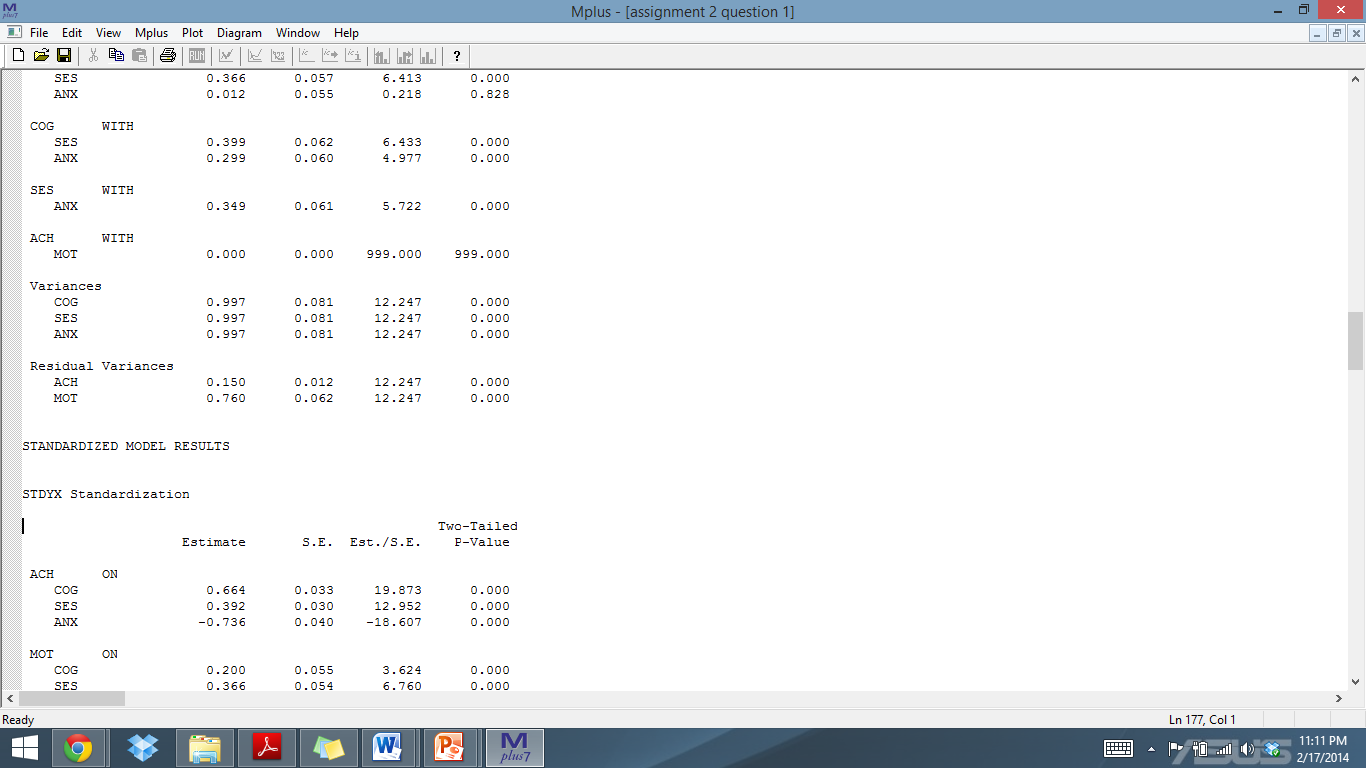 M
plus7
Mplus - [assignment 2 question 1]
File Edit View Mplus Plot Diagram Window Help
RUN
?
SES 0.366 0.057 6.413 0.000
ANX 0.012 0.055 0.218 0.828
COG WITH
SES 0.399 0.062 6.433 0.000
ANX 0.299 0.060 4.977 0.000
SES WITH
ANX 0.349 0.061 5.722 0.000
ACH WITH
MOT 0.000 0.000 999.000 999.000
Variances
COG 0.997 0.081 12.247 0.000
SES 0.997 0.081 12.247 0.000
ANX 0.997 0.081 12.247 0.000
Residual Variances
ACH 0.150 0.012 12.247 0.000
MOT 0.760 0.062 12.247 0.000
STANDARDIZED MODEL RESULTS
STDYX Standardization
Two-Tailed
Estimate S.E. Est./S.E. P-Value
ACH ON
COG 0.664 0.033 19.873 0.000
SES 0.392 0.030 12.952 0.000
ANX -0.736 0.040 -18.607 0.000
MOT ON
COG 0.200 0.055 3.624 0.000
SES 0.366 0.054 6.760 0.000
Ready Ln 177, Col 1
M
plus7
11:11 PM
2/17/2014